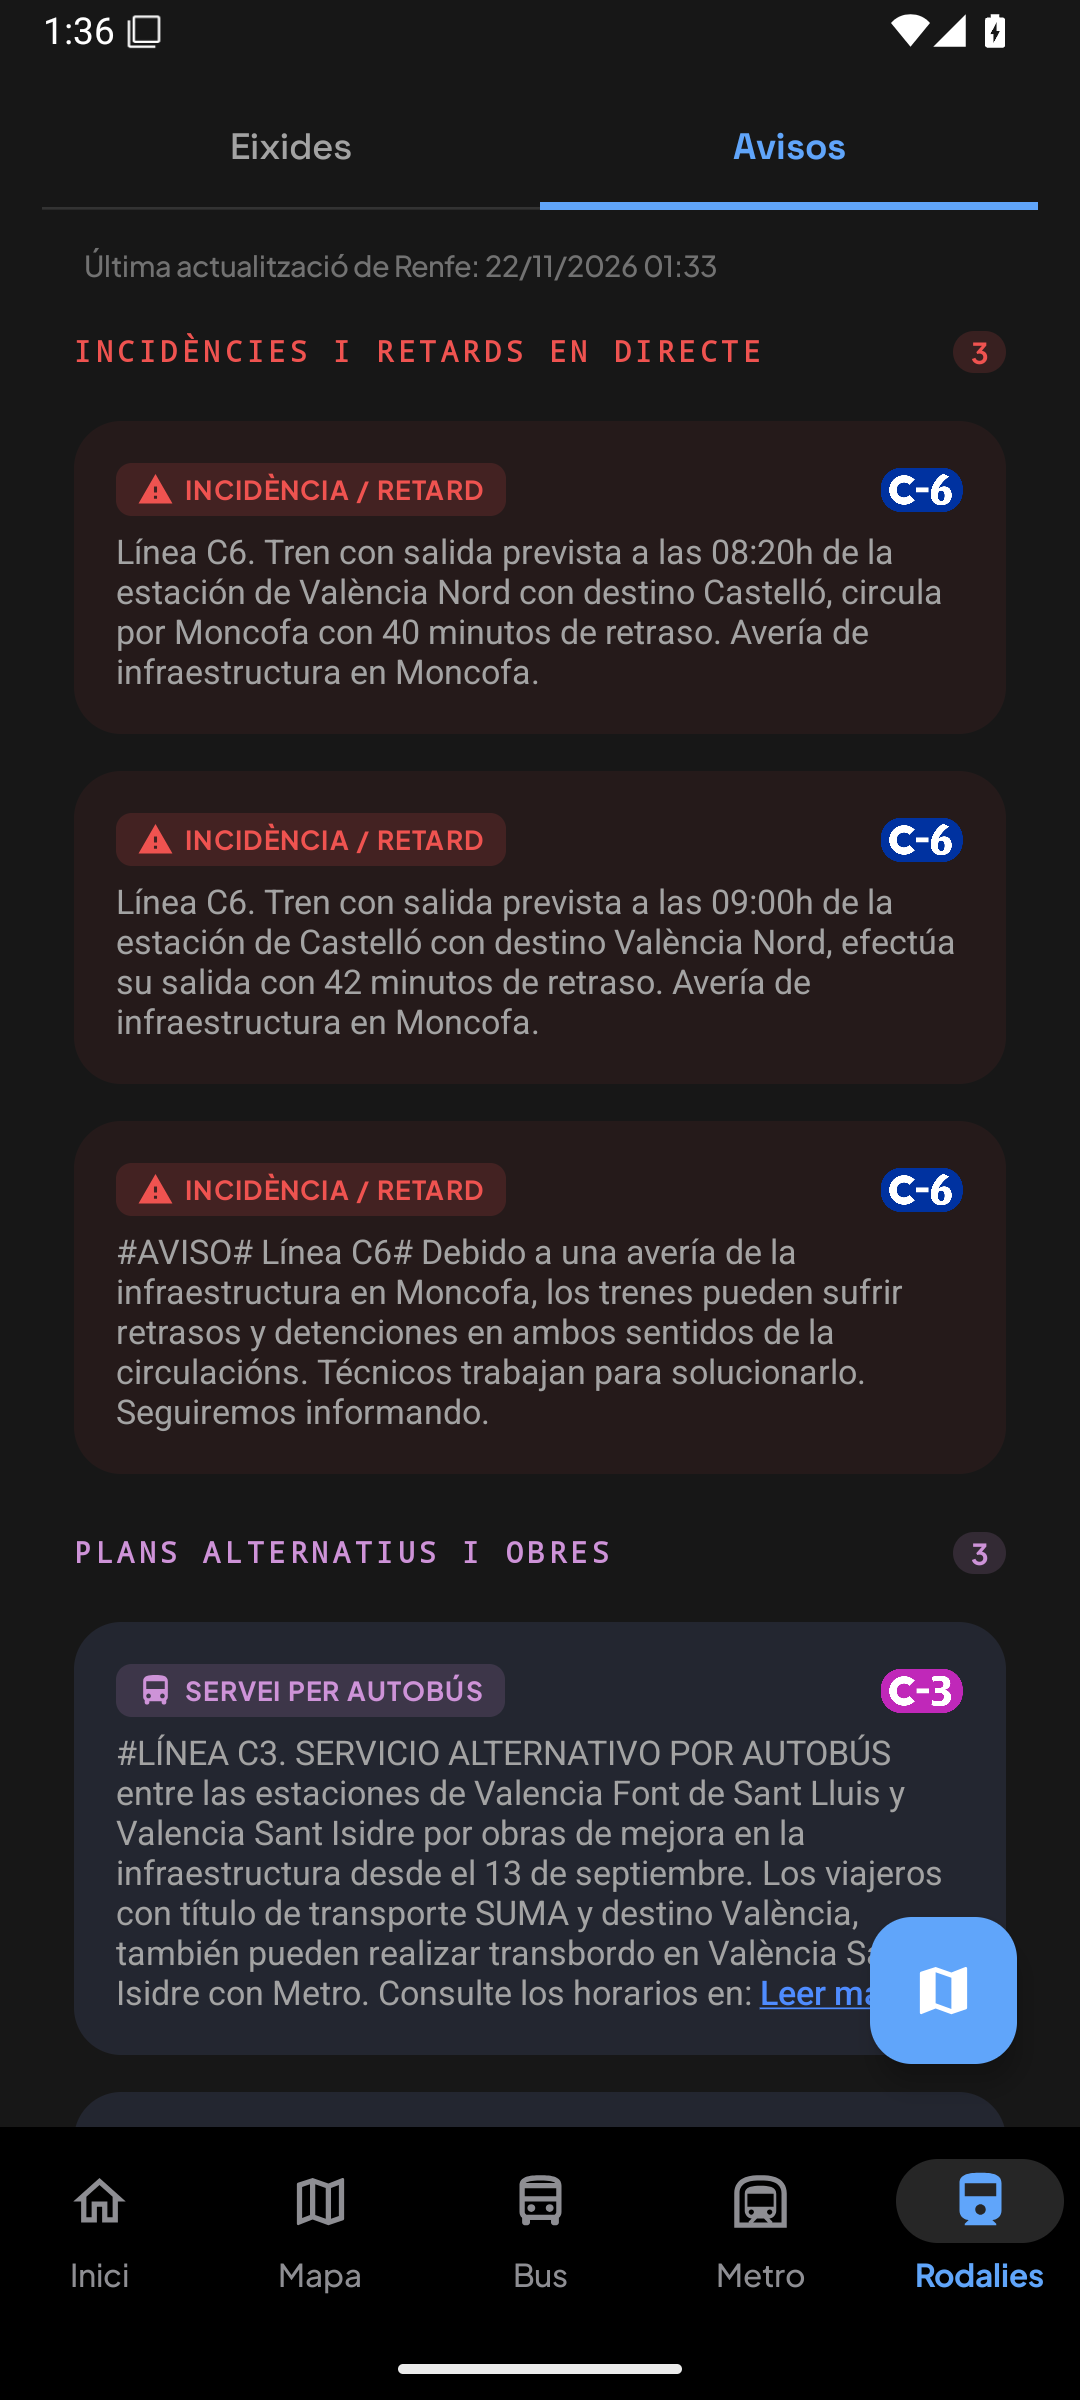 1:36
Eixides
Avisos
Última actualització de Renfe: 22/11/2026 01:33
INCIDÈNCIES I RETARDS EN DIRECTE
3
INCIDÈNCIA / RETARD
C-6
Línea C6. Tren con salida prevista a las 08:20h de la
estación de València Nord con destino Castelló, circula
por Moncofa con 40 minutos de retraso. Avería de
infraestructura en Moncofa.
INCIDÈNCIA / RETARD
C-6
Línea C6. Tren con salida prevista a las 09:00h de la
estación de Castelló con destino València Nord, efectúa
su salida con 42 minutos de retraso. Avería de
infraestructura en Moncofa.
INCIDÈNCIA / RETARD
C-6
#AVISO# Línea C6# Debido a una avería de la
infraestructura en Moncofa, los trenes pueden sufrir
retrasos y detenciones en ambos sentidos de la
circulacións. Técnicos trabajan para solucionarlo.
Seguiremos informando.
PLANS ALTERNATIUS I OBRES
3
SERVEI PER AUTOBÚS
C-3
#LÍNEA C3. SERVICIO ALTERNATIVO POR AUTOBÚS
entre las estaciones de Valencia Font de Sant Lluis y
Valencia Sant Isidre por obras de mejora en la
infraestructura desde el 13 de septiembre. Los viajeros
con título de transporte SUMA y destino València,
también pueden realizar transbordo en València
Isidre con Metro. Consulte los horarios en: Leer
Inici
Mapa
Bus
Metro
Rodalies